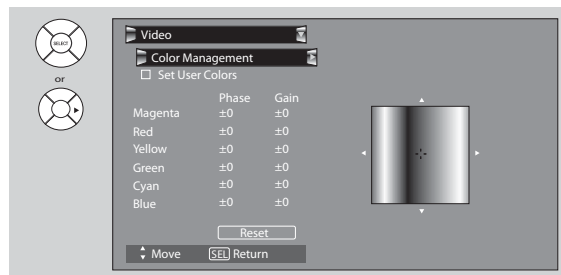 SELECT
or
Video
Color Management
Set User Colors
Phase Gain
Magenta ±0 ±0
Red ±0 ±0
Yellow ±0 ±0
Green ±0 ±0
Cyan ±0 ±0
Blue ±0 ±0
Reset
Move SEL Return